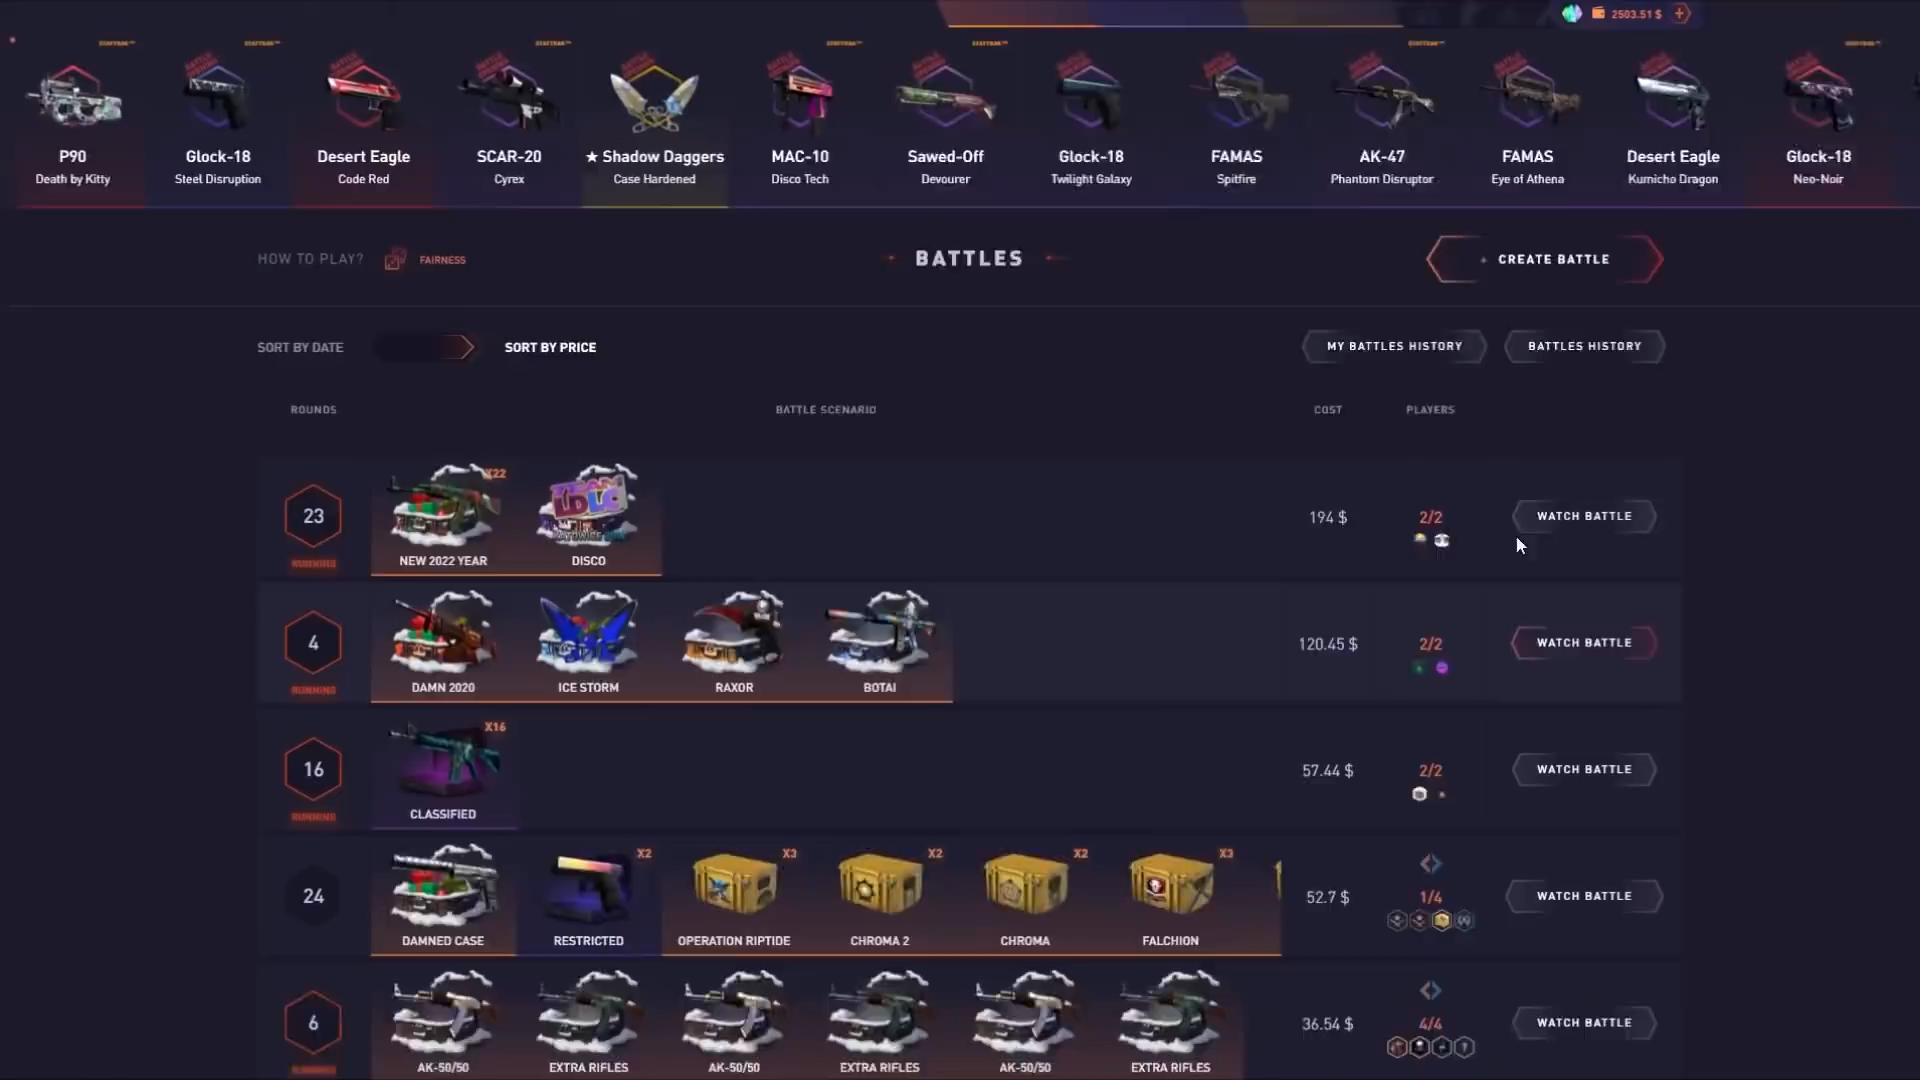 2503.51 $
P90
Death by Kitty
Glock-18
Steel Disruption
Desert Eagle
Code Red
SCAR-20
Cyrex
★ Shadow Daggers
Case Hardened
MAC-10
Disco Tech
Sawed-Off
Devourer
Glock-18
Twilight Galaxy
FAMAS
Spitfire
AK-47
Phantom Disruptor
FAMAS
Eye of Athena
Desert Eagle
Kumicho Dragon
Glock-18
Neo-Noir
HOW TO PLAY?
FAIRNESS
BATTLES
CREATE BATTLE
SORT BY DATE
SORT BY PRICE
MY BATTLES HISTORY
BATTLES HISTORY
ROUNDS
BATTLE SCENARIO
COST
PLAYERS
23
RUNNING
X22
NEW 2022 YEAR
TEAM
LDLC
DISCO
194 $
2/2
WATCH BATTLE
4
RUNNING
DAMN 2020
ICE STORM
RAXOR
BOTAI
120.45 $
2/2
WATCH BATTLE
16
RUNNING
X16
CLASSIFIED
57.44 $
2/2
WATCH BATTLE
24
DAMNED CASE
X2
RESTRICTED
X3
OPERATION RIPTIDE
X2
CHROMA 2
X2
CHROMA
X3
FALCHION
52.7 $
1/4
WATCH BATTLE
6
RUNNING
AK-50/50
EXTRA RIFLES
AK-50/50
EXTRA RIFLES
AK-50/50
EXTRA RIFLES
36.54 $
4/4
WATCH BATTLE